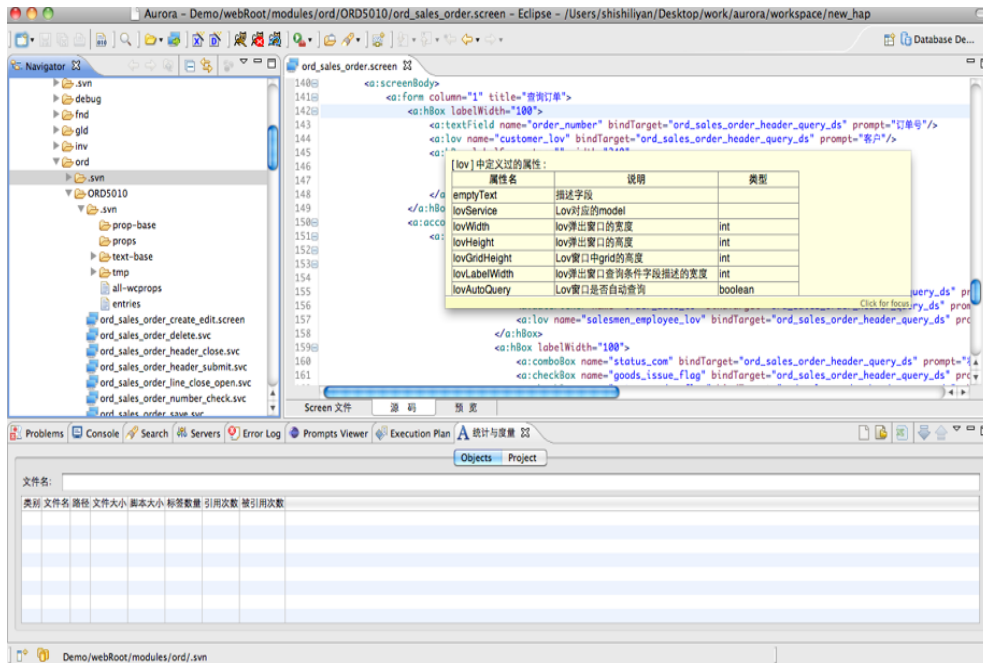 Aurora - Demo/webRoot/modules/ord/ORD5010/ord_sales_order.screen - Eclipse - /Users/shishiliyan/Desktop/work/aurora/workspace/new_hap
Database De...
Navigator
.svn
debug
fnd
gld
inv
ord
.svn
ORD5010
.svn
prop-base
props
text-base
tmp
all-wcprops
entries
ord_sales_order_create_edit.screen
ord_sales_order_delete.svc
ord_sales_order_header_close.svc
ord_sales_order_header_submit.svc
ord_sales_order_line_close_open.svc
ord_sales_order_number_check.svc
ord_sales_order_save.svc
ord_sales_order.screen
140 <a:screenBody>
141 <a:form column="1" title="查询订单">
142 <a:hBox labelWidth="100">
143 <a:textField name="order_number" bindTarget="ord_sales_order_header_query_ds" prompt="订单号"/>
144 <a:lov name="customer_lov" bindTarget="ord_sales_order_header_query_ds" prompt="客户"/>
145
146
147
148 </a
149 </a:hBo
150 <a:acco
151 <a:
152
153
154
155 query_ds" pr
156 query_ds" pron
157 <a:lov name="salesmen_employee_lov" bindTarget="ord_sales_order_header_query_ds" prc
158 </a:hBox>
159 <a:hBox labelWidth="100">
160 <a:comboBox name="status_com" bindTarget="ord_sales_order_header_query_ds" prompt="
161 <a:checkBox name="goods_issue_flag" bindTarget="ord_sales_order_header_query_ds" prc
[lov]中定义过的属性:
属性名 说明 类型
emptyText 描述字段
lovService Lov对应的model
lovWidth lov弹出窗口的宽度 int
lovHeight lov弹出窗口的高度 int
lovGridHeight Lov窗口中grid的高度 int
lovLabelWidth lov弹出窗口查询条件字段描述的宽度 int
lovAutoQuery Lov窗口是否自动查询 boolean
Click for focus
Screen 文件 源 码 预 览
Problems Console Search Servers Error Log Prompts Viewer Execution Plan 统计与度量
Objects Project
文件名:
类别 文件名 路径 文件大小 脚本大小 标签数量 引用次数 被引用次数
Demo/webRoot/modules/ord/.svn